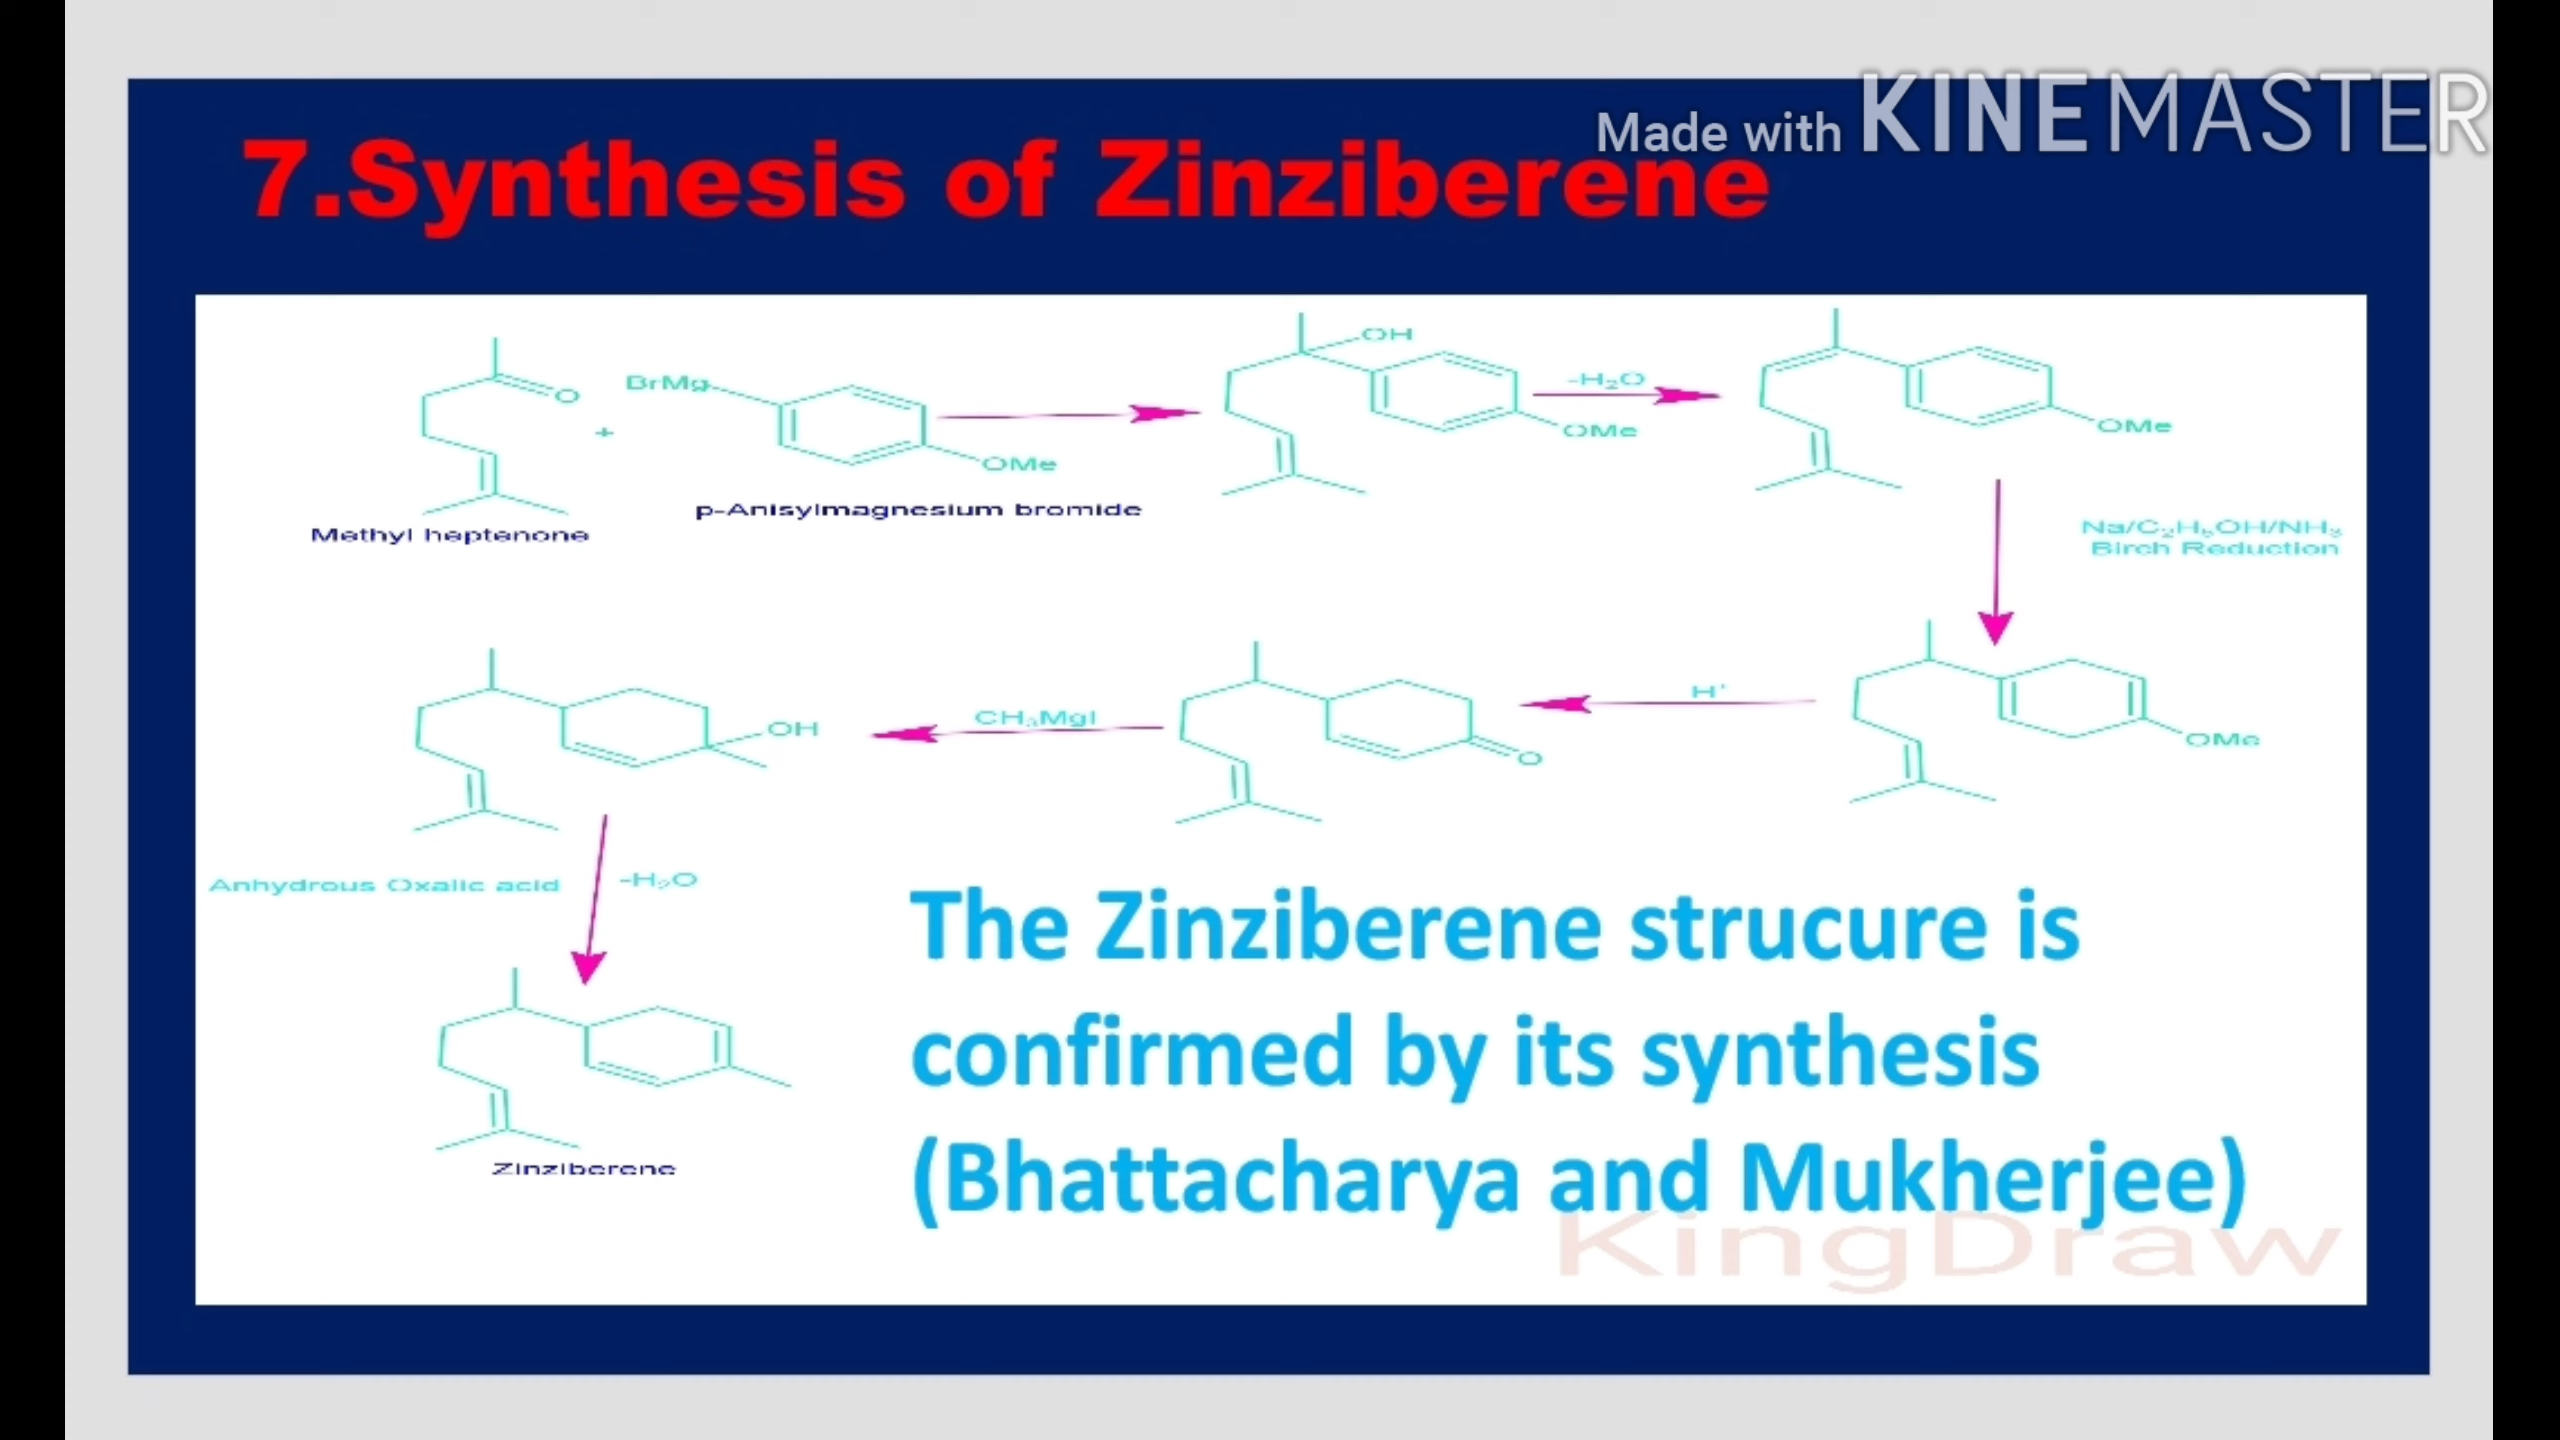 Made with KINEMASTER
7.Synthesis of Zinziberene
OH
BrMg
O
+
-H₂O
OMe
OMe
OMe
p-Anisylmagnesium bromide
Methyl heptenone
Na/C₂H₅OH/NH₃
Birch Reduction
H⁺
CH₃MgI
OH
O
OMe
Anhydrous Oxalic acid
-H₂O
The Zinziberene strucure is
confirmed by its synthesis
(Bhattacharya and Mukherjee)
Zinziberene
KingDraw